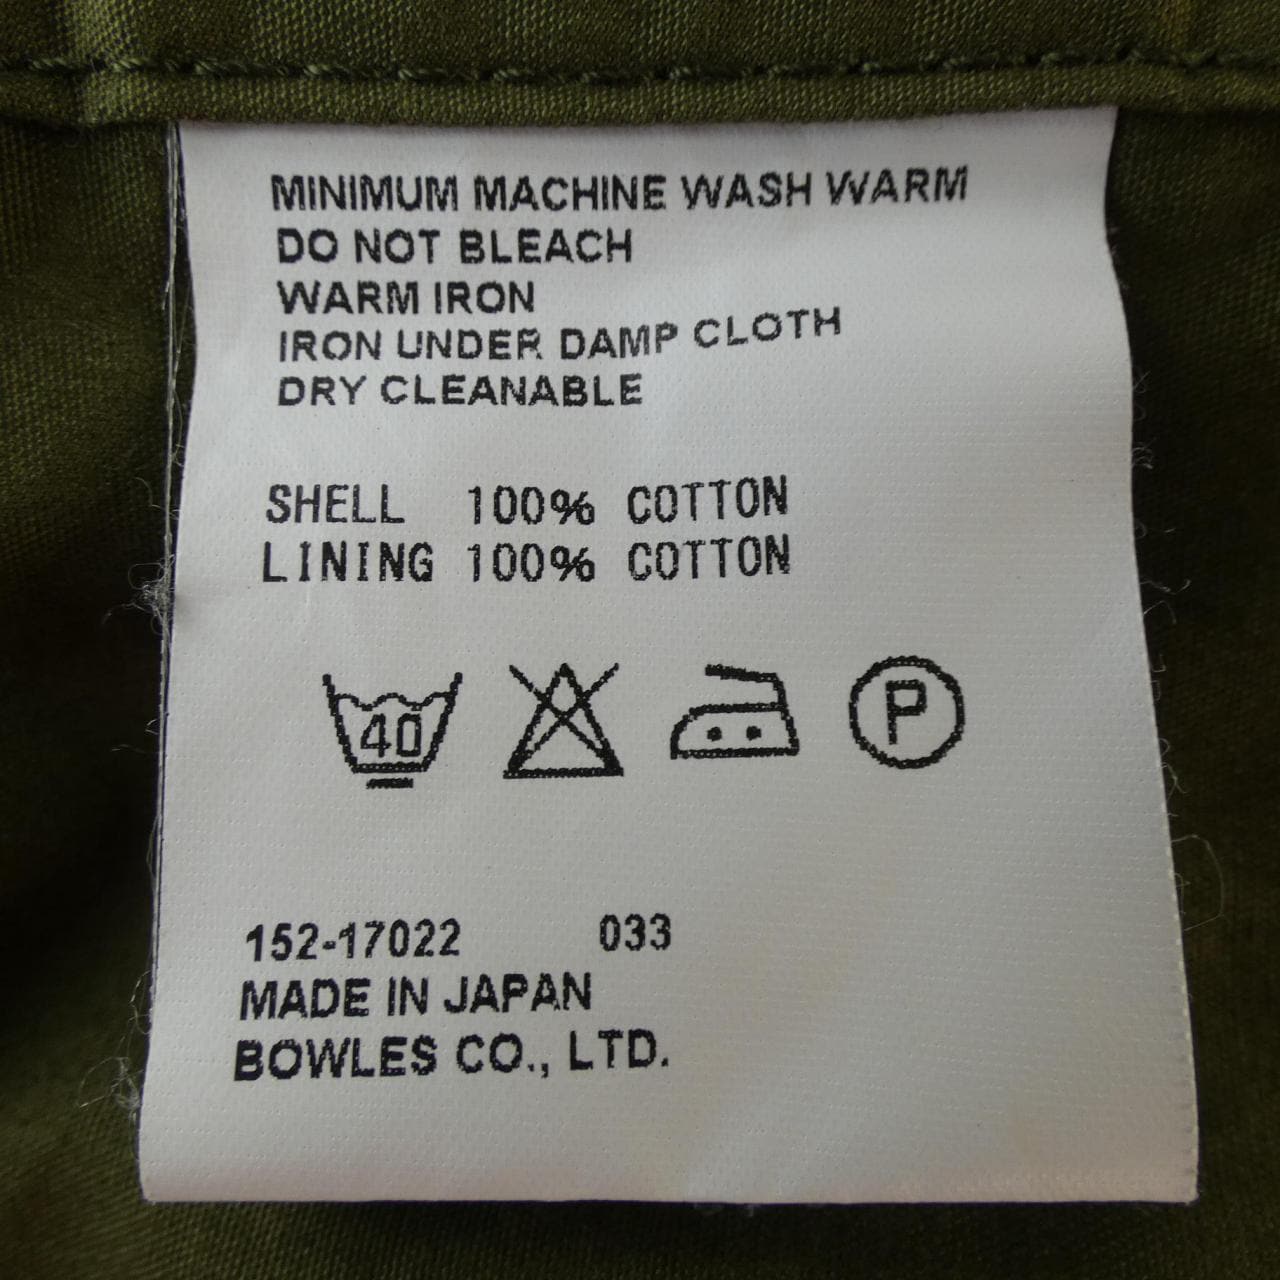 MINIMUM MACHINE WASH WARM
DO NOT BLEACH
WARM IRON
IRON UNDER DAMP CLOTH
DRY CLEANABLE
SHELL 100% COTTON
LINING 100% COTTON
40
P
152-17022 033
MADE IN JAPAN
BOWLES CO., LTD.